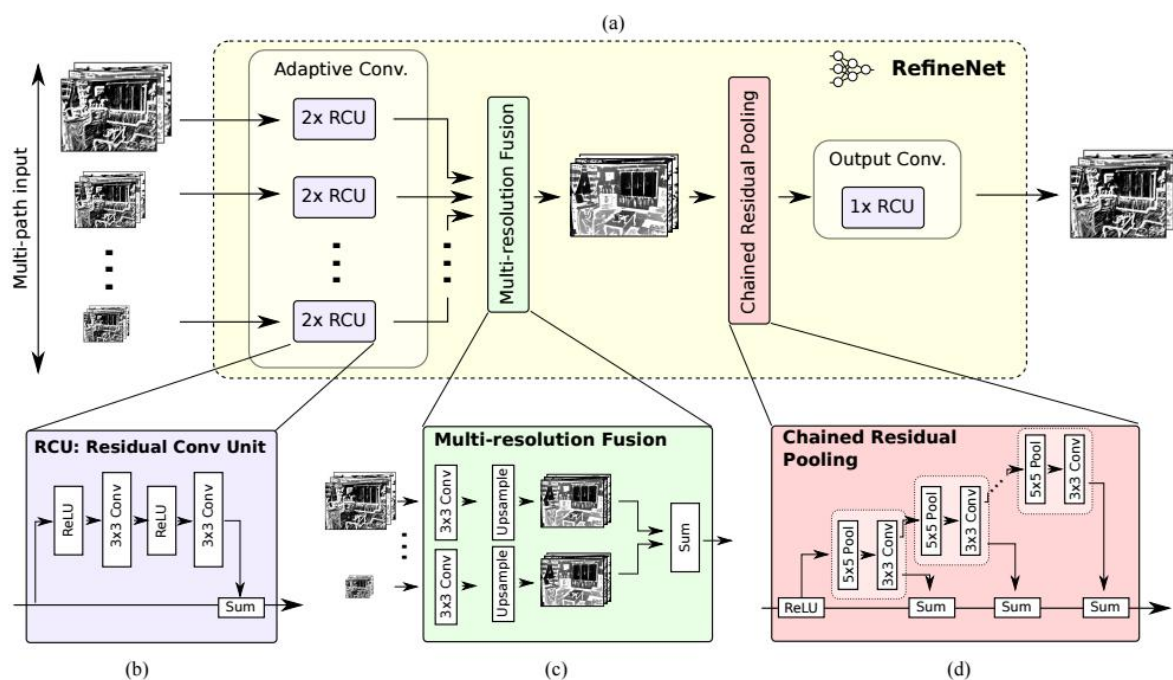 (a)
Multi-path input
Adaptive Conv.
2x RCU
2x RCU
2x RCU
Multi-resolution Fusion
Chained Residual Pooling
RefineNet
Output Conv.
1x RCU
RCU: Residual Conv Unit
ReLU
3x3 Conv
ReLU
3x3 Conv
Sum
(b)
Multi-resolution Fusion
3x3 Conv
Upsample
3x3 Conv
Upsample
Sum
(c)
Chained Residual
Pooling
ReLU
5x5 Pool
3x3 Conv
Sum
5x5 Pool
3x3 Conv
Sum
5x5 Pool
3x3 Conv
Sum
(d)